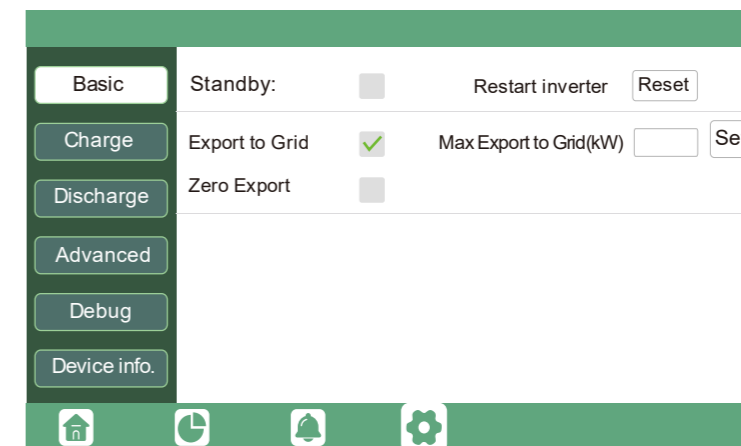 Basic
Standby:
Restart inverter
Reset
Charge
Export to Grid
Max Export to Grid(kW)
Se
Discharge
Zero Export
Advanced
Debug
Device info.